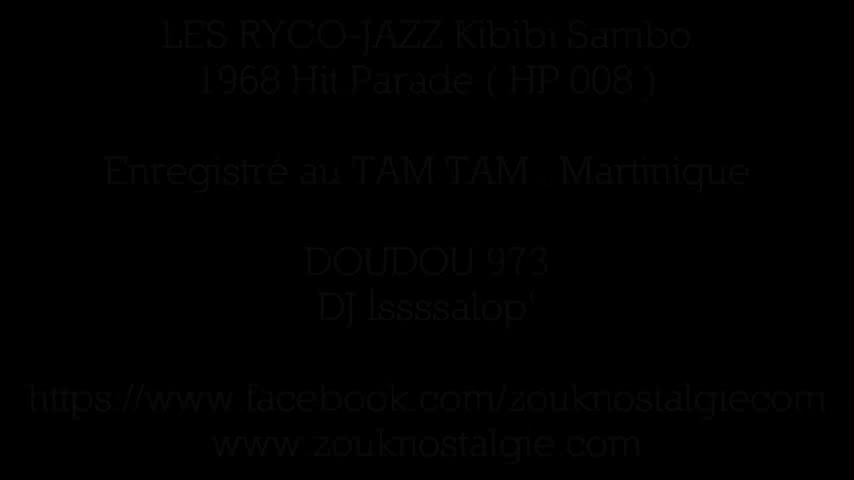 LES RYCO-JAZZ Kibibi Sambo
1968 Hit Parade ( HP 008 )
Enregistré au TAM TAM . Martinique
DOUDOU 973
DJ Issssalop'
https://www.facebook.com/zouknostalgiecom
www.zouknostalgie.com